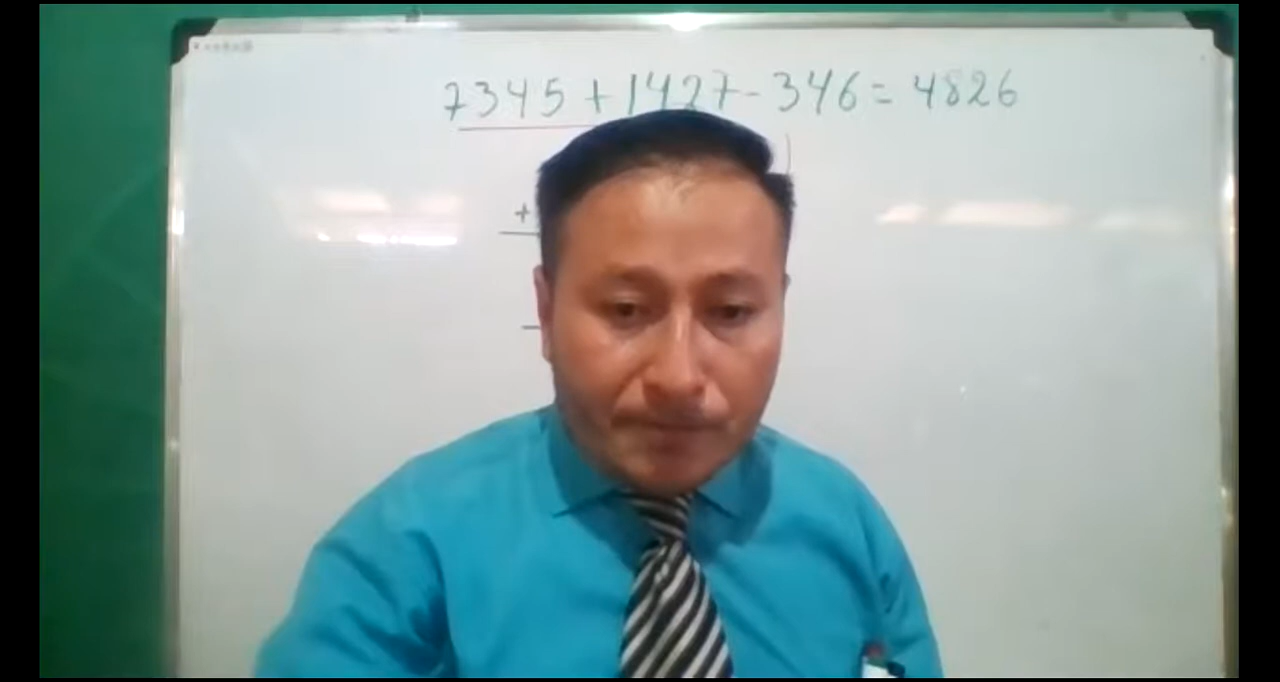 7345 + 1427 - 346 = 4826
+
-